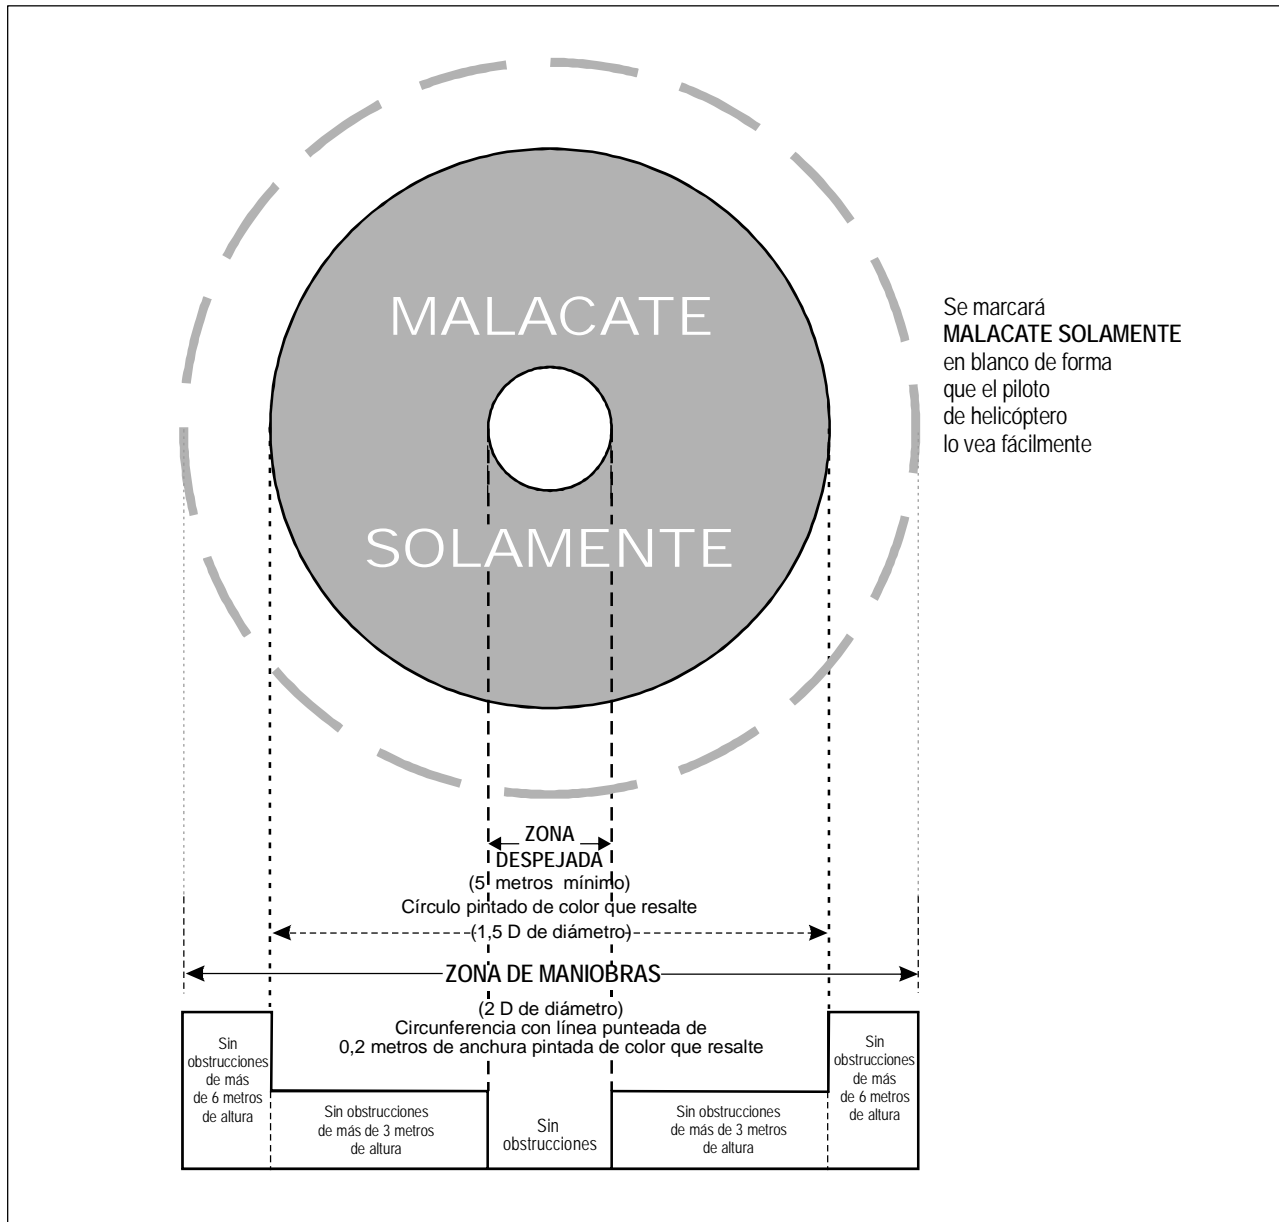 MALACATE
SOLAMENTE
Se marcará
MALACATE SOLAMENTE
en blanco de forma
que el piloto
de helicóptero
lo vea fácilmente
ZONA
DESPEJADA
(5 metros mínimo)
Círculo pintado de color que resalte
(1,5 D de diámetro)
ZONA DE MANIOBRAS
(2 D de diámetro)
Circunferencia con línea punteada de
0,2 metros de anchura pintada de color que resalte
Sin
obstrucciones
de más
de 6 metros
de altura
Sin obstrucciones
de más de 3 metros
de altura
Sin
obstrucciones
Sin obstrucciones
de más de 3 metros
de altura
Sin
obstrucciones
de más
de 6 metros
de altura